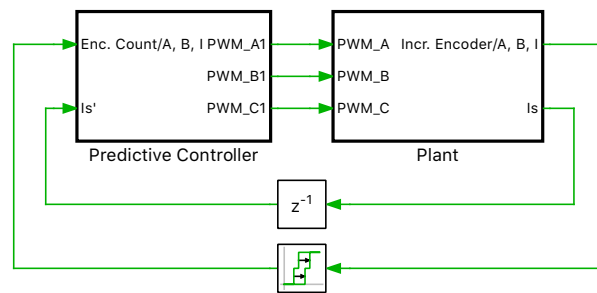 Enc. Count/A, B, I PWM_A1
PWM_B1
Is' PWM_C1
Predictive Controller
PWM_A Incr. Encoder/A, B, I
PWM_B
PWM_C Is
Plant
z-1